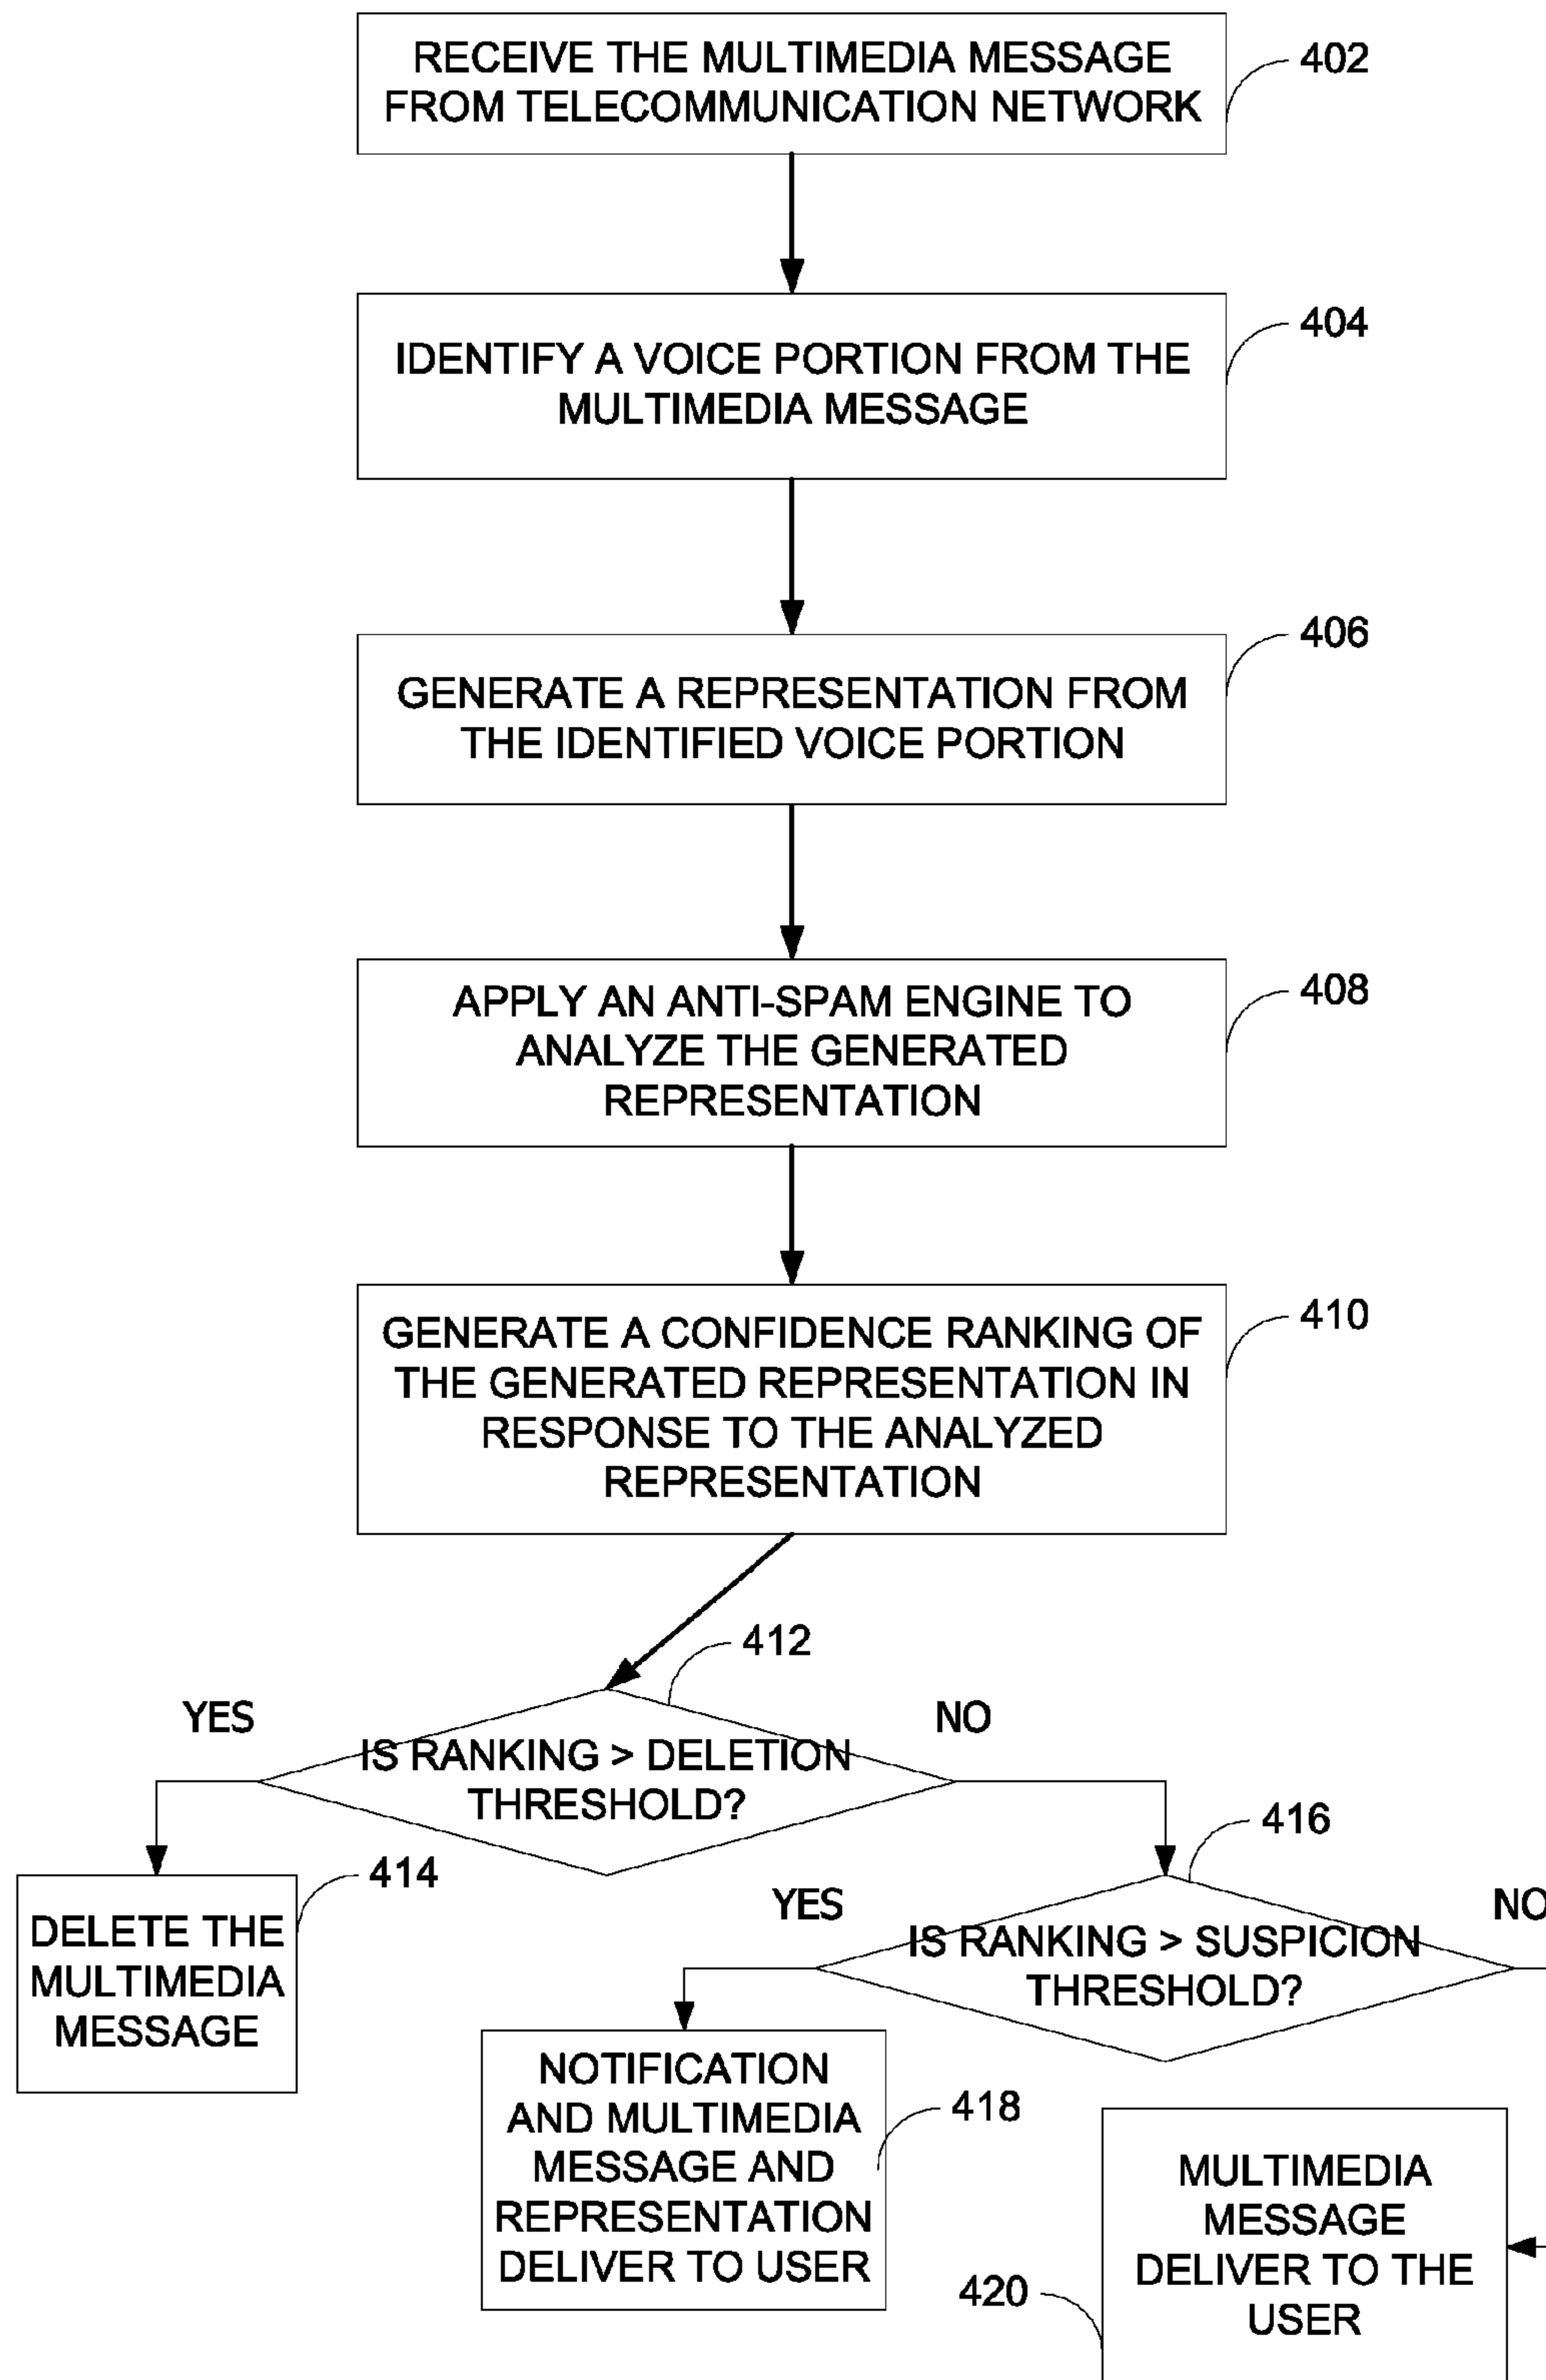 RECEIVE THE MULTIMEDIA MESSAGE
FROM TELECOMMUNICATION NETWORK
402
IDENTIFY A VOICE PORTION FROM THE
MULTIMEDIA MESSAGE
404
GENERATE A REPRESENTATION FROM
THE IDENTIFIED VOICE PORTION
406
APPLY AN ANTI-SPAM ENGINE TO
ANALYZE THE GENERATED
REPRESENTATION
408
GENERATE A CONFIDENCE RANKING OF
THE GENERATED REPRESENTATION IN
RESPONSE TO THE ANALYZED
REPRESENTATION
410
412
YES
NO
IS RANKING > DELETION
THRESHOLD?
414
DELETE THE
MULTIMEDIA
MESSAGE
416
YES
NO
IS RANKING > SUSPICION
THRESHOLD?
NOTIFICATION
AND MULTIMEDIA
MESSAGE AND
REPRESENTATION
DELIVER TO USER
418
MULTIMEDIA
MESSAGE
DELIVER TO THE
USER
420